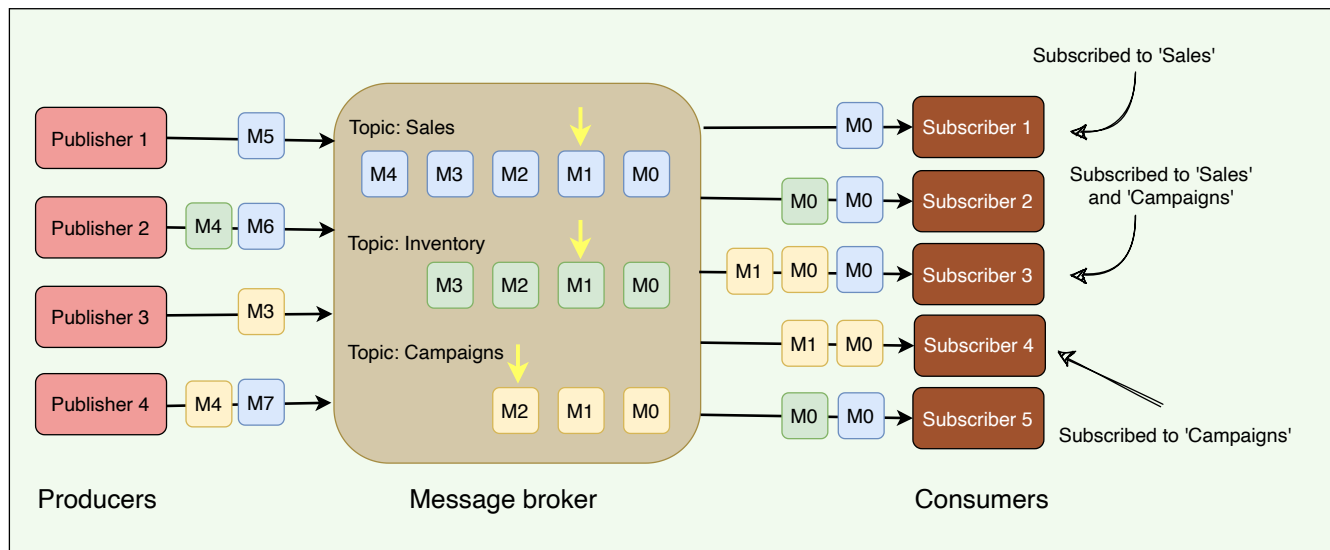 Subscribed to 'Sales'
Publisher 1
M5
Topic: Sales
M4 M3 M2 M1 M0
M0
Subscriber 1
Subscribed to 'Sales'
and 'Campaigns'
Publisher 2
M4 M6
Topic: Inventory
M3 M2 M1 M0
M0 M0
Subscriber 2
M1 M0 M0
Subscriber 3
Publisher 3
M3
Topic: Campaigns
M2 M1 M0
M1 M0
Subscriber 4
Publisher 4
M4 M7
M0 M0
Subscriber 5
Subscribed to 'Campaigns'
Producers
Message broker
Consumers